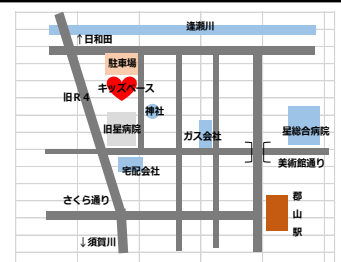 逢瀬川
↑日和田
駐車場
キッズベース
旧R4
神社
旧星病院
ガス会社
星総合病院
美術館通り
宅配会社
さくら通り
郡山駅
↓須賀川